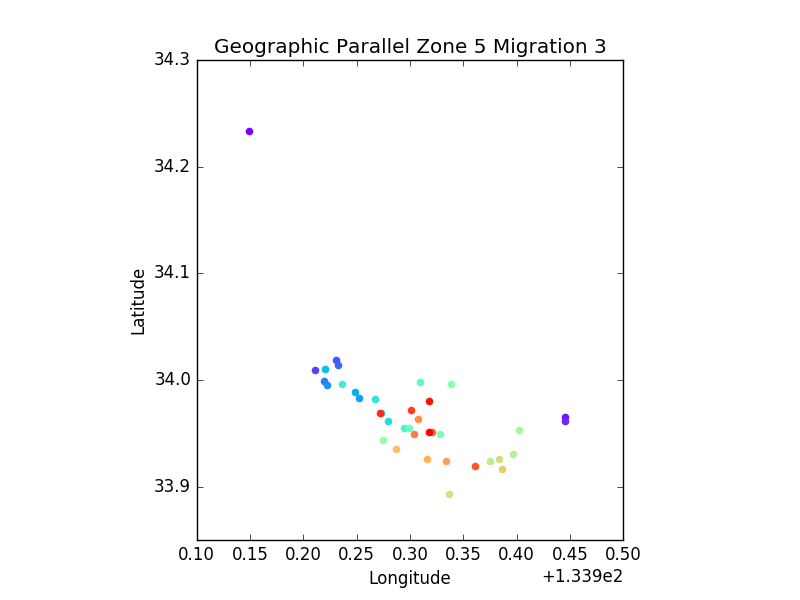 Geographic Parallel Zone 5 Migration 3
34.3
34.2
34.1
34.0
33.9
Latitude
0.10 0.15 0.20 0.25 0.30 0.35 0.40 0.45 0.50
Longitude
+1.339e2